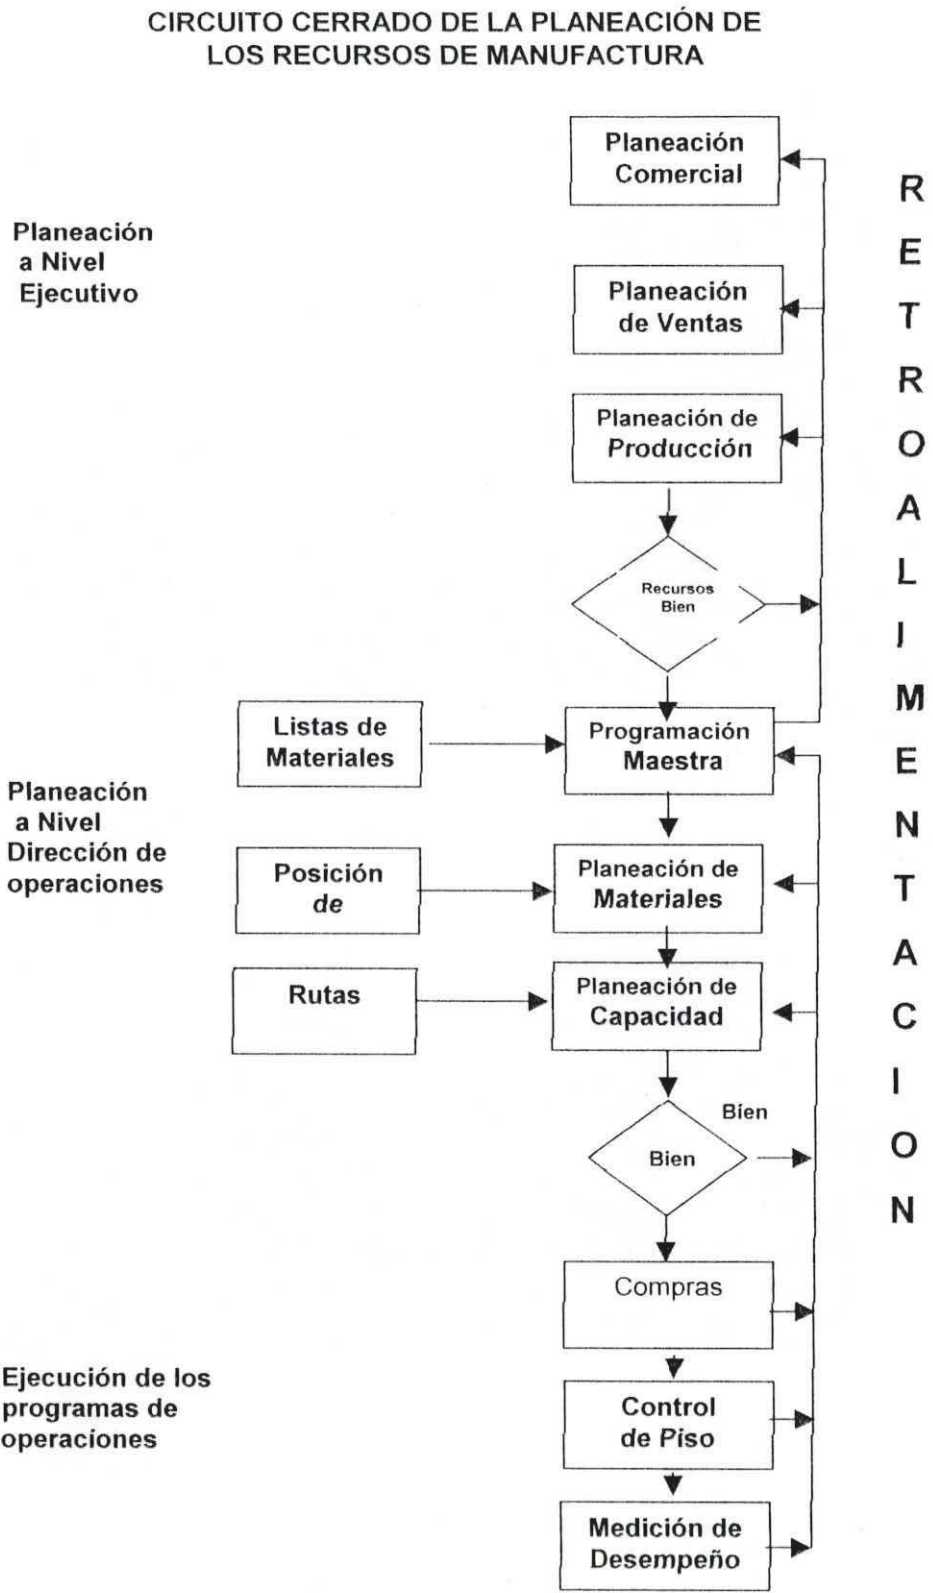 CIRCUITO CERRADO DE LA PLANEACIÓN DE
LOS RECURSOS DE MANUFACTURA
Planeación
Comercial
Planeación
a Nivel
Ejecutivo
Planeación
de Ventas
Planeación de
Producción
Recursos
Bien
Listas de
Materiales
Programación
Maestra
Planeación
a Nivel
Dirección de
operaciones
Posición
de
Planeación de
Materiales
Rutas
Planeación de
Capacidad
Bien
Bien
Compras
Ejecución de los
programas de
operaciones
Control
de Piso
Medición de
Desempeño
R
E
T
R
O
A
L
I
M
E
N
T
A
C
I
O
N